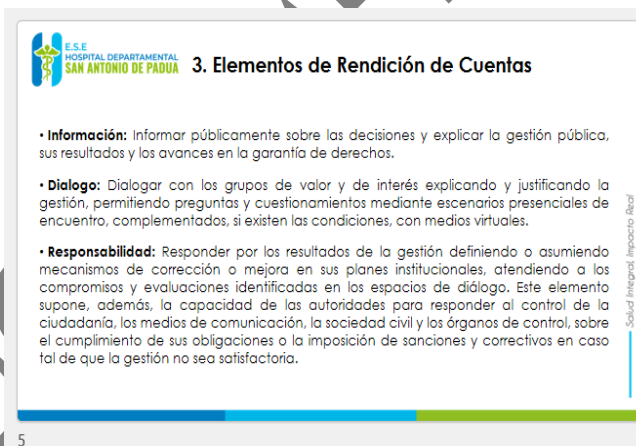 E.S.E
HOSPITAL DEPARTAMENTAL
SAN ANTONIO DE PADUA
3. Elementos de Rendición de Cuentas
• Información: Informar públicamente sobre las decisiones y explicar la gestión pública,
sus resultados y los avances en la garantía de derechos.
• Dialogo: Dialogar con los grupos de valor y de interés explicando y justificando la
gestión, permitiendo preguntas y cuestionamientos mediante escenarios presenciales de
encuentro, complementados, si existen las condiciones, con medios virtuales.
• Responsabilidad: Responder por los resultados de la gestión definiendo o asumiendo
mecanismos de corrección o mejora en sus planes institucionales, atendiendo a los
compromisos y evaluaciones identificadas en los espacios de diálogo. Este elemento
supone, además, la capacidad de las autoridades para responder al control de la
ciudadanía, los medios de comunicación, la sociedad civil y los órganos de control, sobre
el cumplimiento de sus obligaciones o la imposición de sanciones y correctivos en caso
tal de que la gestión no sea satisfactoria.
Salud Integral, Impacto Real
5